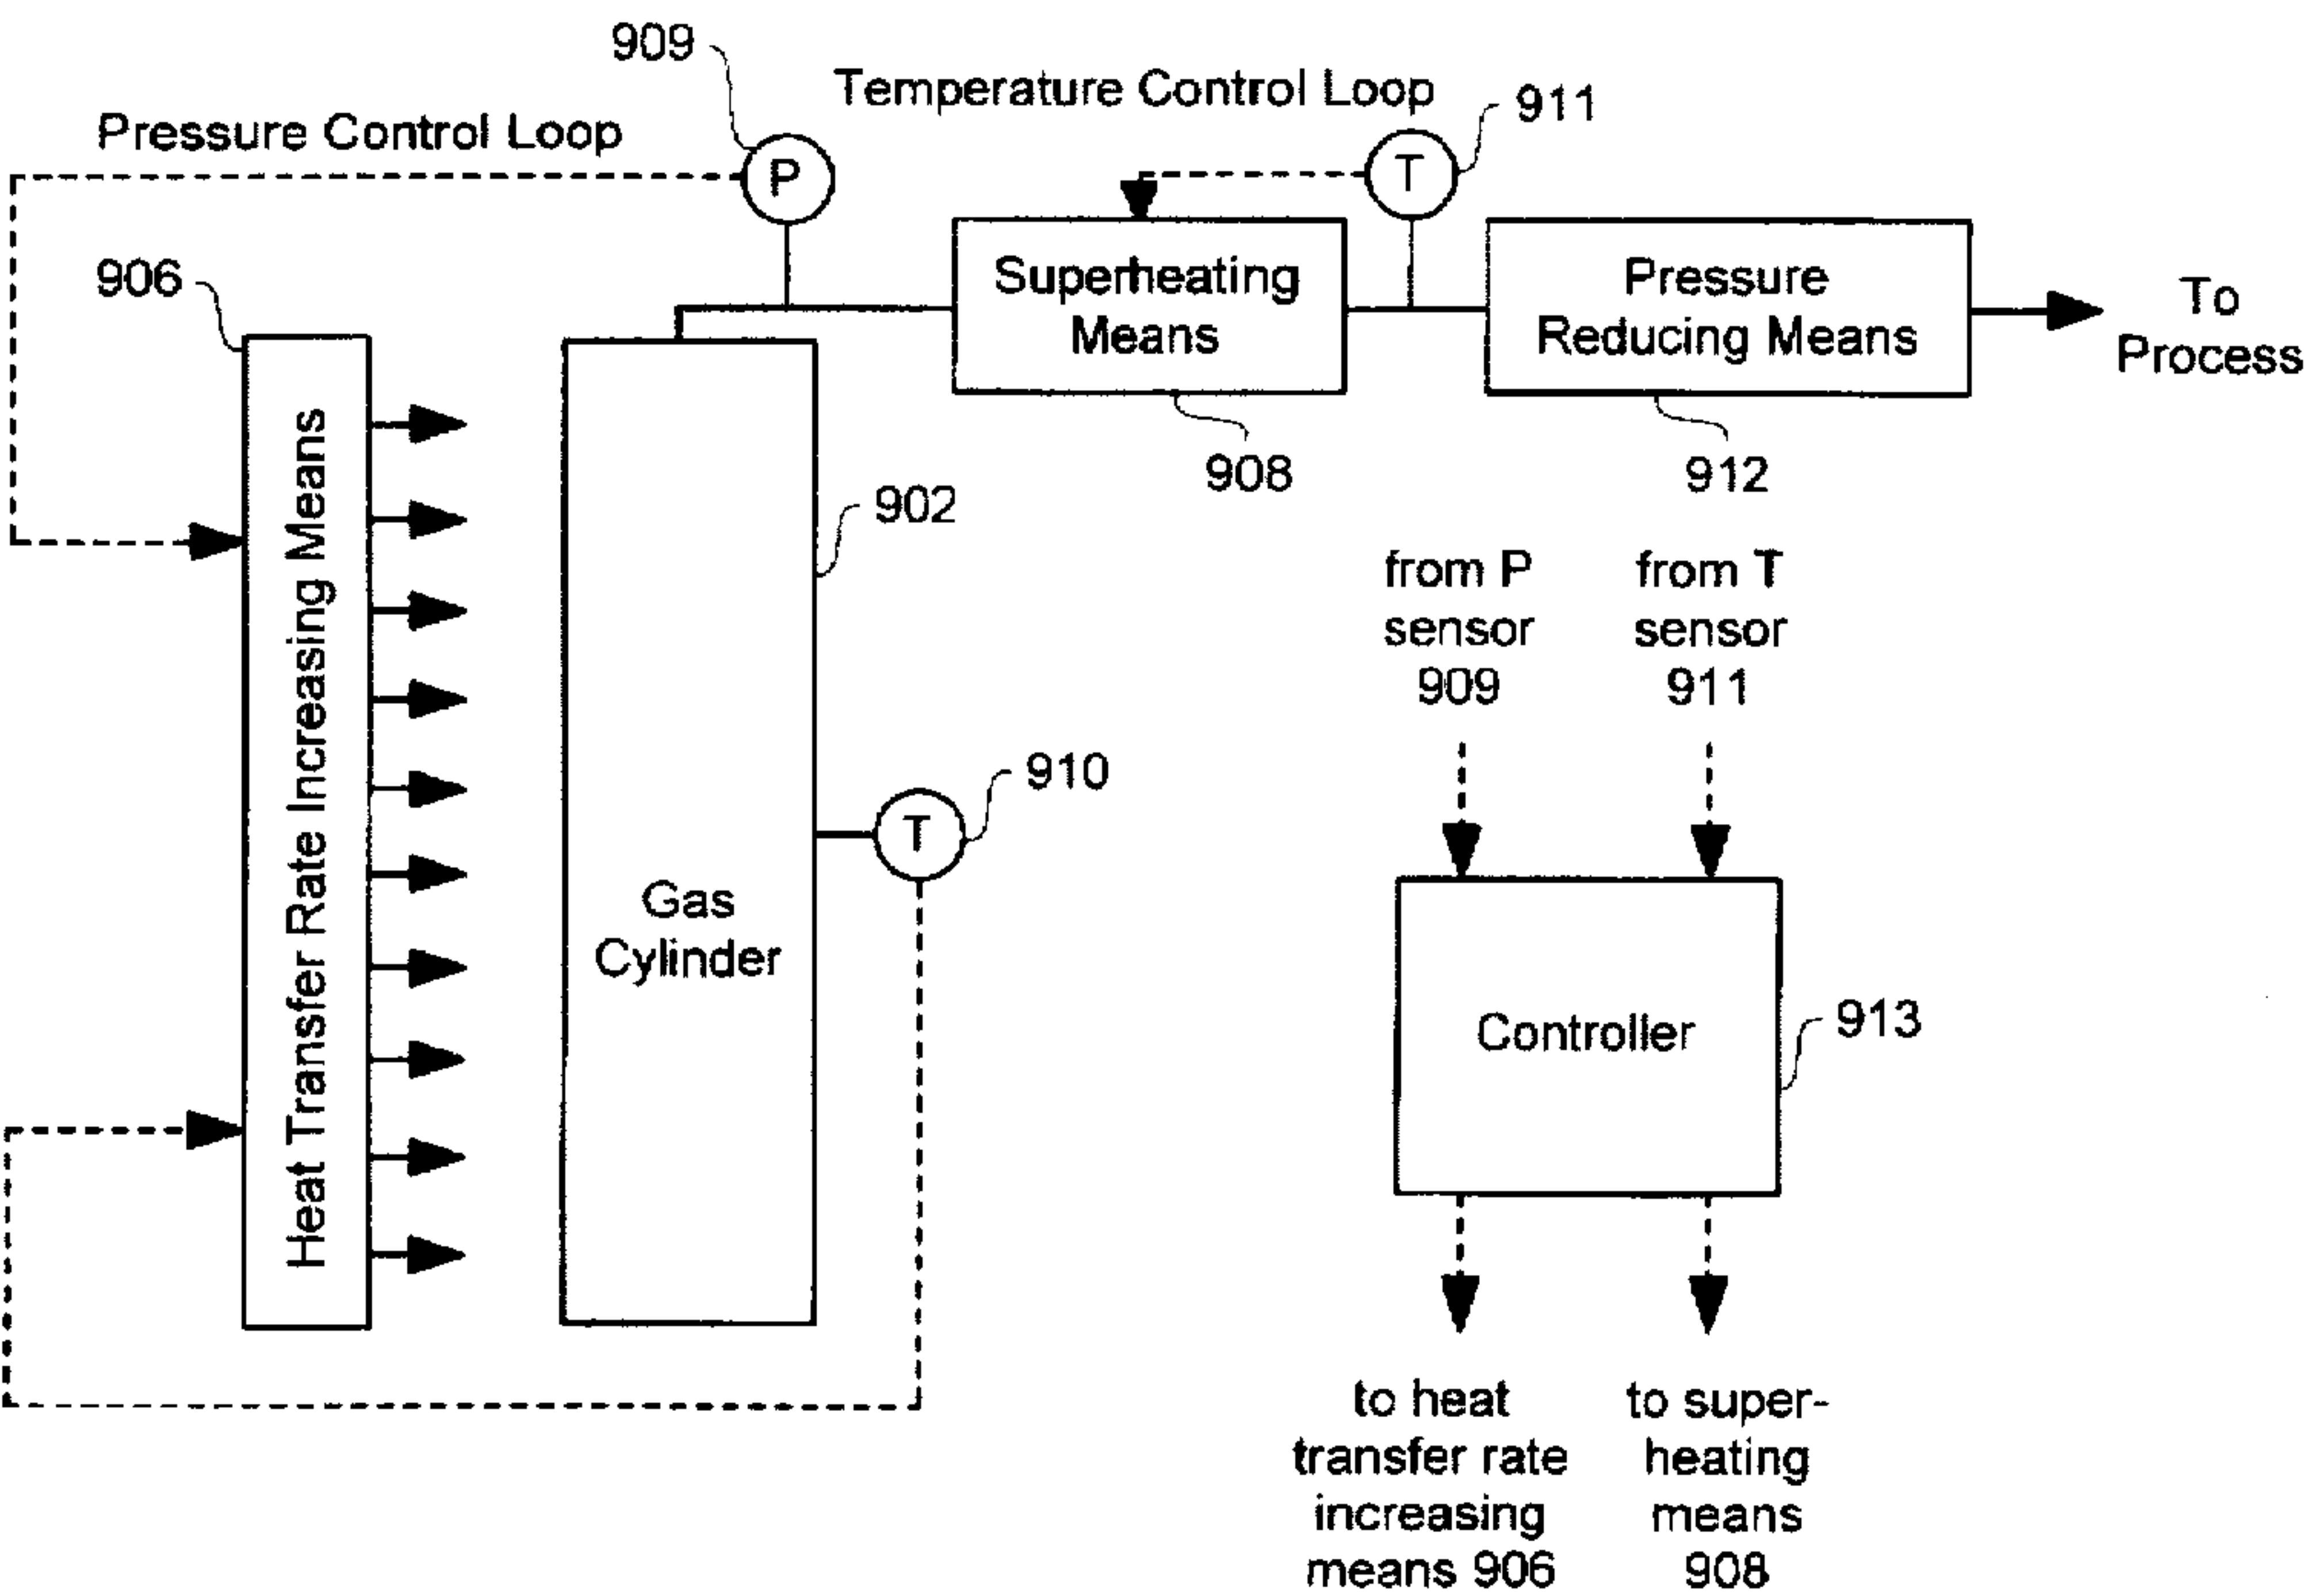 909
Temperature Control Loop
911
Pressure Control Loop
P
T
906
Superheating
Means
Pressure
Reducing Means
To
Process
908
912
Heat Transfer Rate Increasing Means
902
Gas
Cylinder
T
910
from P
sensor
909
from T
sensor
911
Controller
913
to heat
transfer rate
increasing
means 906
to super-
heating
means
908